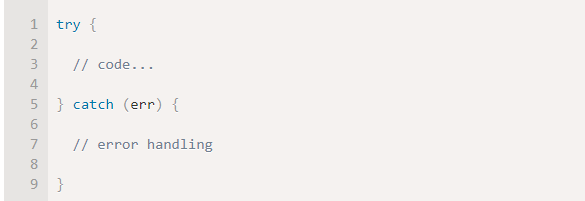 1 try {
2
3   // code...
4
5 } catch (err) {
6
7   // error handling
8
9 }